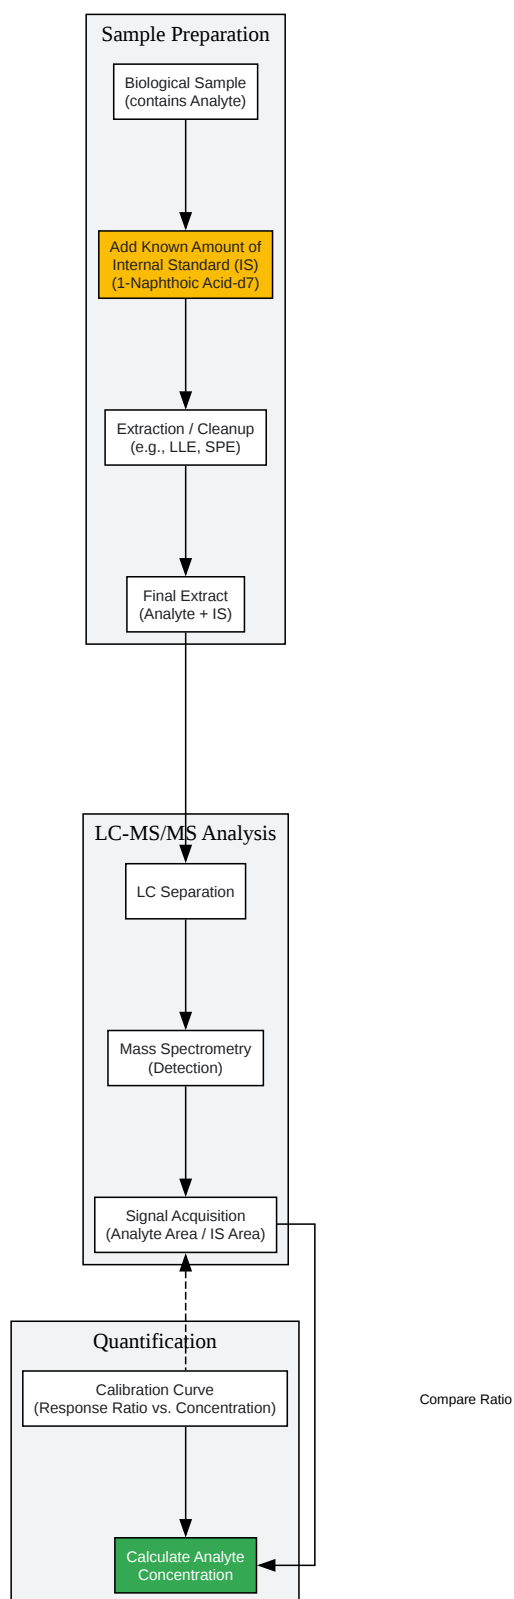 Sample Preparation
Biological Sample
(contains Analyte)
Add Known Amount of
Internal Standard (IS)
(1-Naphthoic Acid-d7)
Extraction / Cleanup
(e.g., LLE, SPE)
Final Extract
(Analyte + IS)
LC-MS/MS Analysis
LC Separation
Mass Spectrometry
(Detection)
Signal Acquisition
(Analyte Area / IS Area)
Quantification
Calibration Curve
(Response Ratio vs. Concentration)
Compare Ratio
Calculate Analyte
Concentration